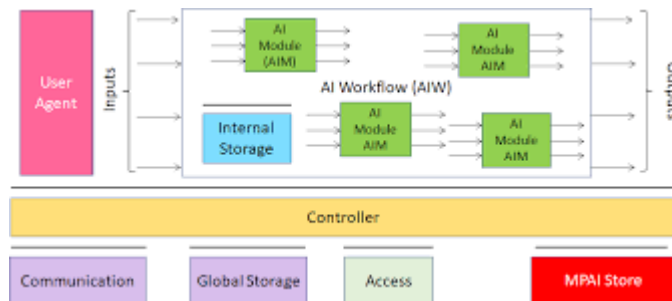 AI
Module
(AIM)
AI
Module
AIM
User
Agent
Inputs
AI Workflow (AIW)
Outputs
Internal
Storage
AI
Module
AIM
AI
Module
AIM
Controller
Communication
Global Storage
Access
MPAI Store